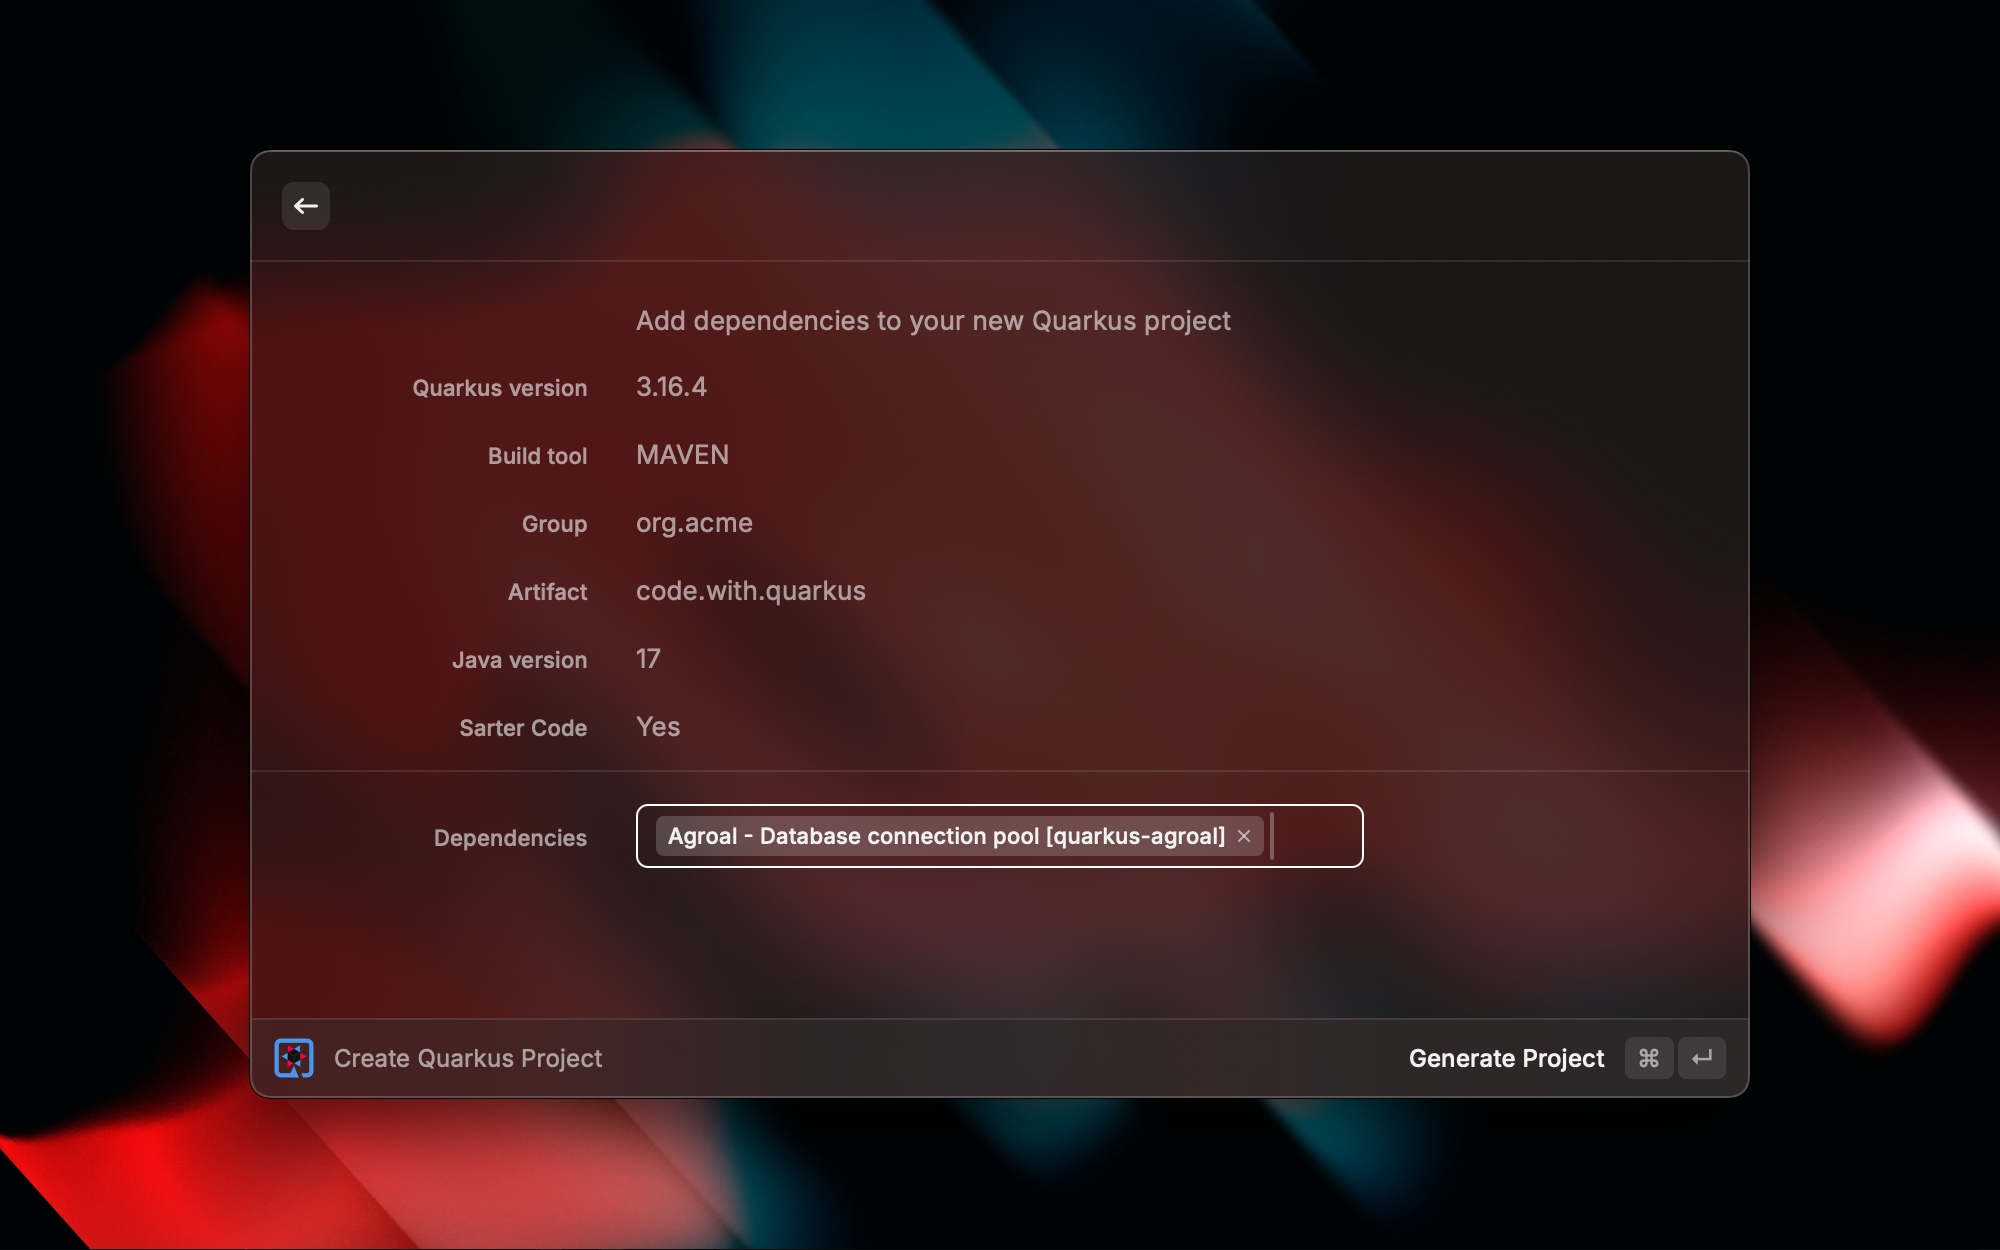 Add dependencies to your new Quarkus project
Quarkus version 3.16.4
Build tool MAVEN
Group org.acme
Artifact code.with.quarkus
Java version 17
Sarter Code Yes
Dependencies Agroal - Database connection pool [quarkus-agroal] ×
Create Quarkus Project Generate Project ⌘ ↵